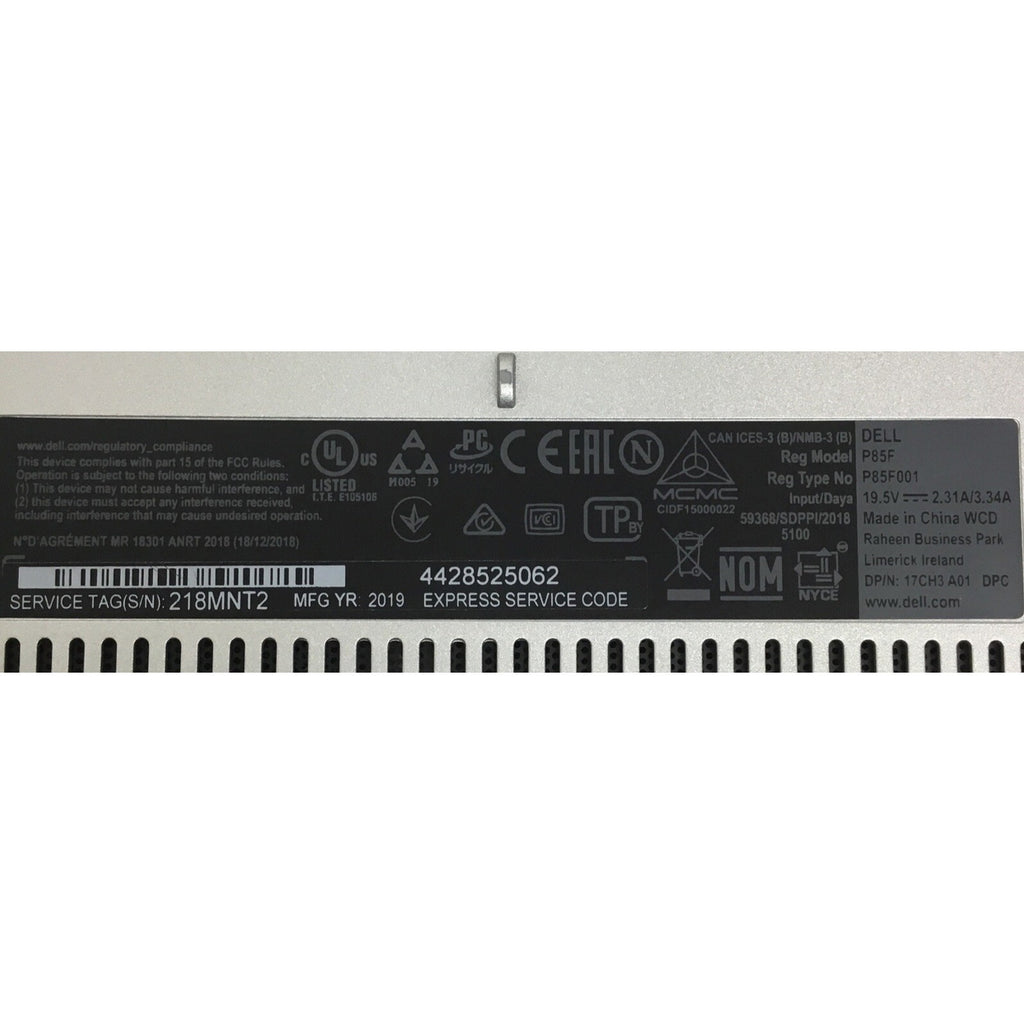 www.dell.com/regulatory_compliance
This device complies with part 15 of the FCC Rules.
Operation is subject to the following two conditions:
(1) This device may not cause harmful interference, and
(2) this device must accept any interference received,
including interference that may cause undesired operation.
N°D'AGRÉMENT MR 18301 ANRT 2018 (18/12/2018)
C UL US
LISTED
I.T.E. E105106
M005 19
PC
リサイクル
CE EAC N
TP BY
MCMC
CIDF15000022
CAN ICES-3 (B)/NMB-3 (B)
Reg Model
Reg Type No
Input/Daya
59368/SDPPI/2018
5100
NOM
NYCE
DELL
P85F
P85F001
19.5V 2.31A/3.34A
Made in China WCD
Raheen Business Park
Limerick Ireland
DP/N: 17CH3 A01 DPC
www.dell.com
SERVICE TAG(S/N): 218MNT2 MFG YR 2019
4428525062
EXPRESS SERVICE CODE